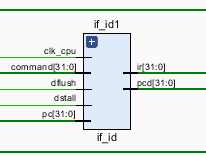 if_id1
clk_cpu
command[31:0]
dflush
dstall
pc[31:0]
ir[31:0]
pcd[31:0]
if_id